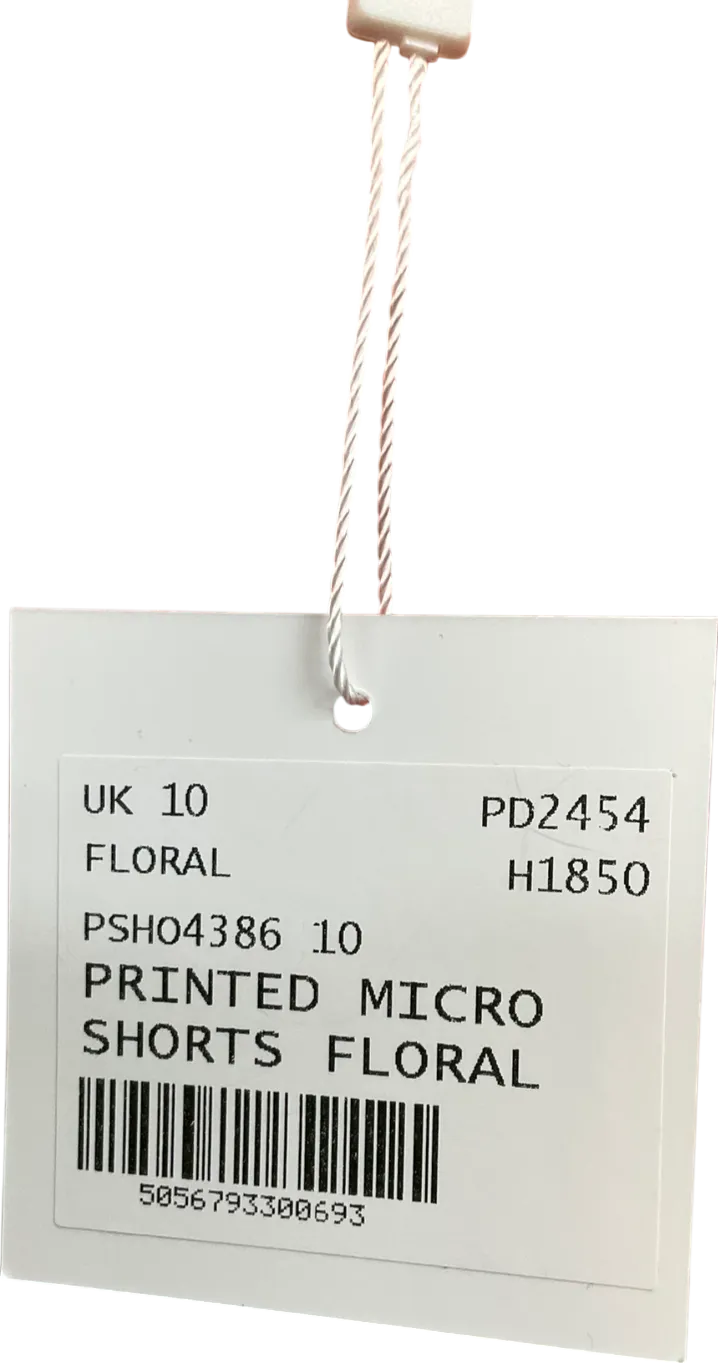 UK 10
PD2454
FLORAL
H1850
PSHO4386 10
PRINTED MICRO
SHORTS FLORAL
5056793300693